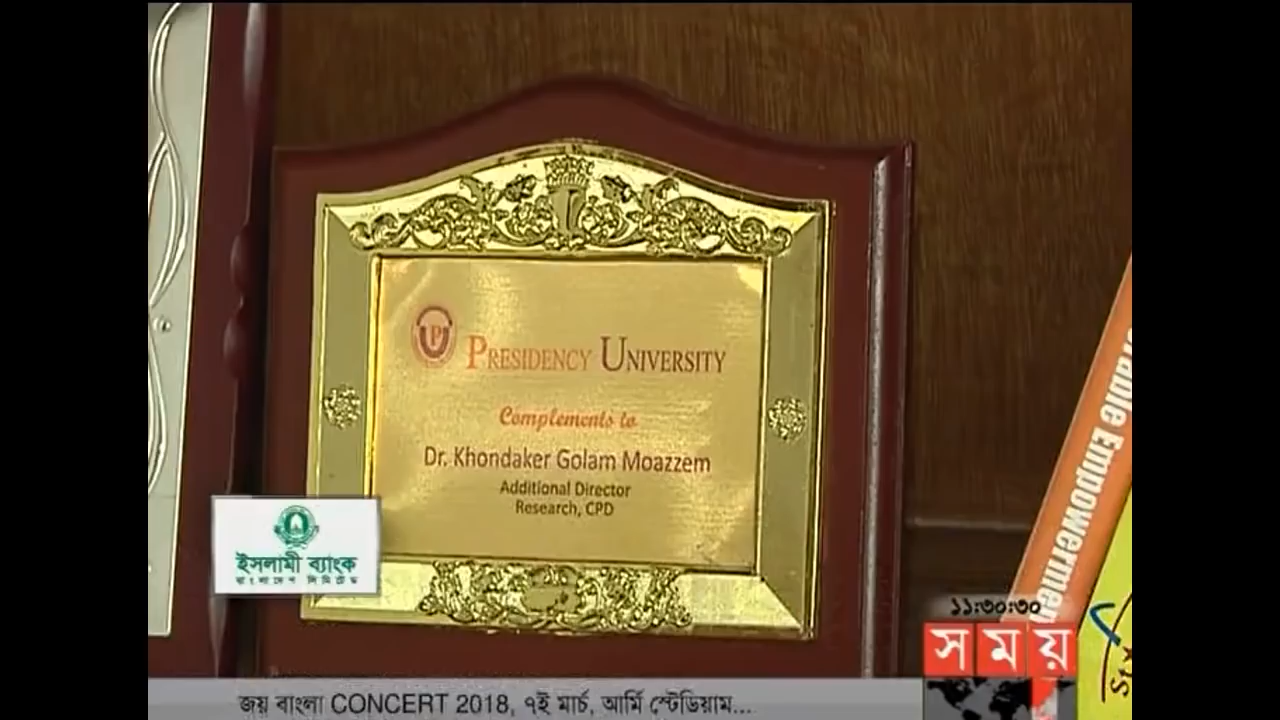 PRESIDENCY UNIVERSITY
Complements to
Dr. Khondaker Golam Moazzem
Additional Director
Research, CPD
ইসলামী ব্যাংক
বাংলাদেশ লিমিটেড
Empowermen
১১:৩০:৩০
সময়
জয় বাংলা CONCERT 2018, ৭ই মার্চ, আর্মি স্টেডিয়াম...